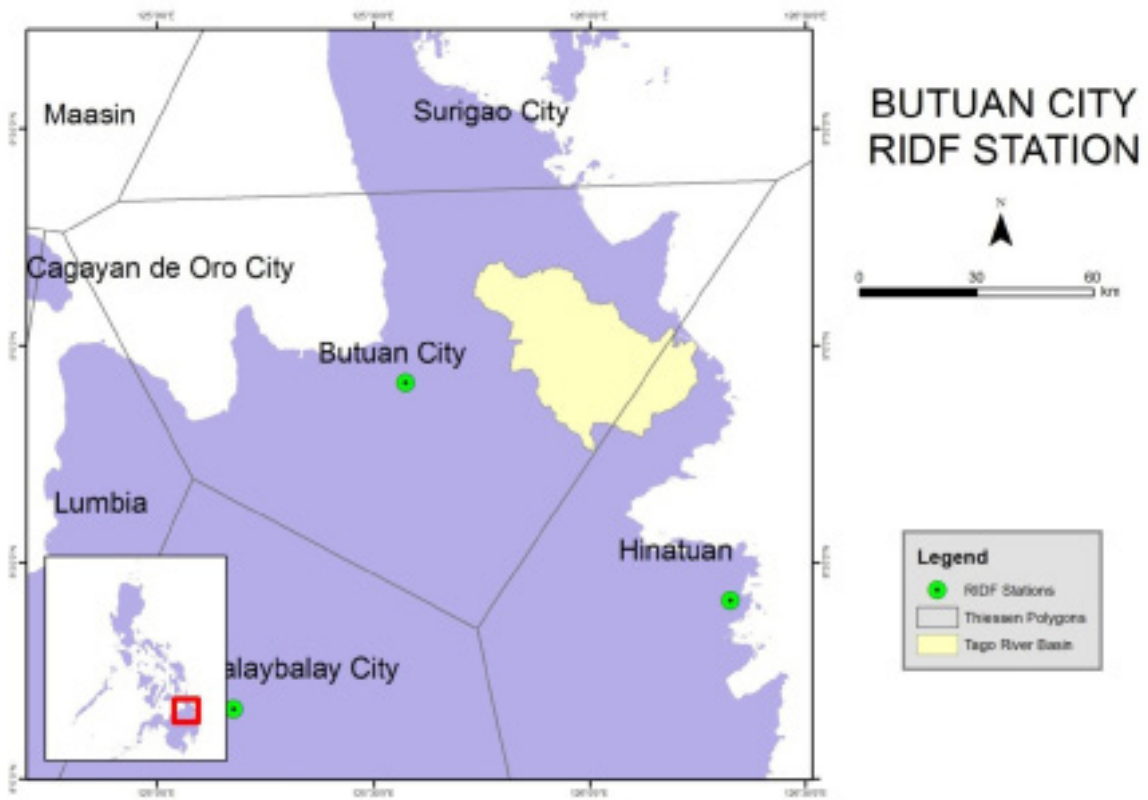 Maasin
Surigao City
BUTUAN CITY
RIDF STATION
N
Cagayan de Oro City
0 30 60
km
Butuan City
Lumbia
Hinatuan
alaybalay City
Legend
RIDF Stations
Thiessen Polygons
Tago River Basin